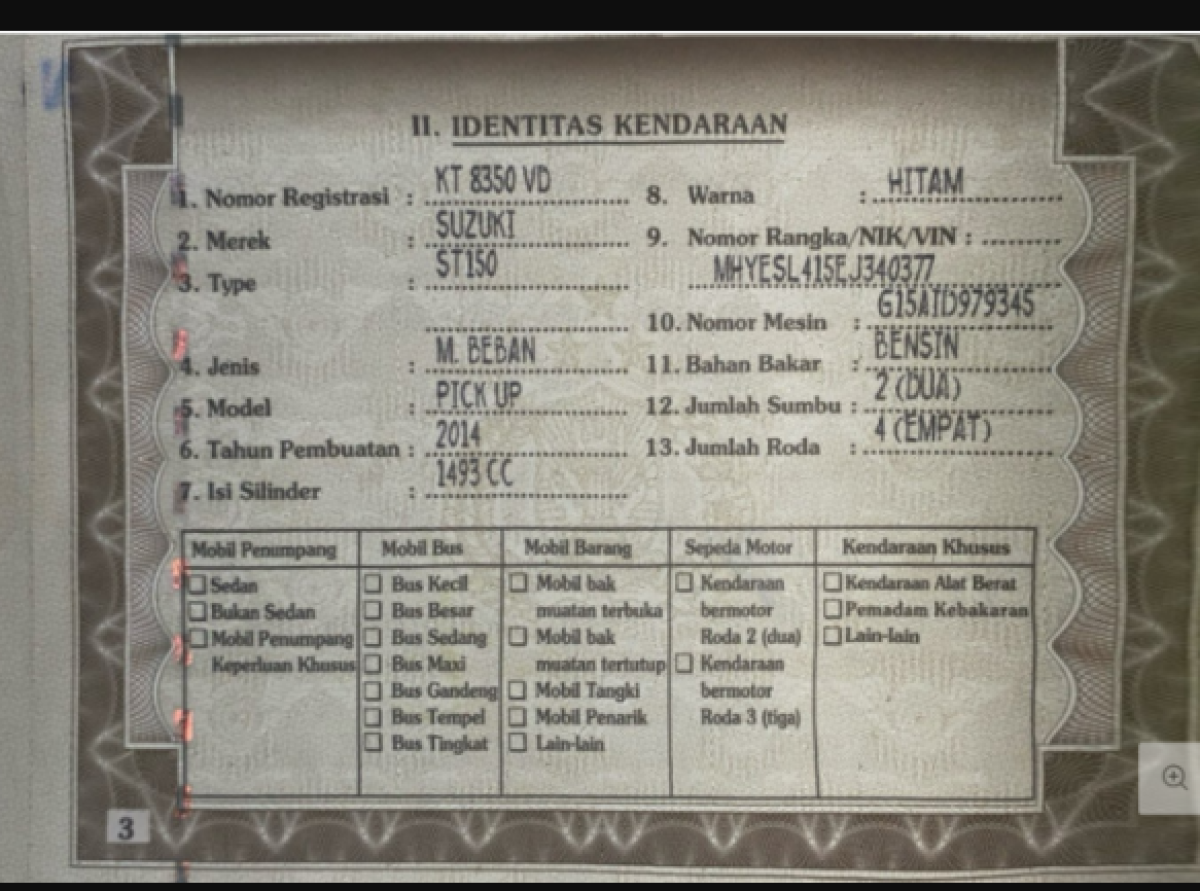 II. IDENTITAS KENDARAAN
1. Nomor Registrasi : KT 8350 VD
2. Merek : SUZUKI
3. Type : ST150
4. Jenis : M. BEBAN
5. Model : PICK UP
6. Tahun Pembuatan : 2014
7. Isi Silinder : 1493 CC
8. Warna : HITAM
9. Nomor Rangka/NIK/VIN :
MHYESL415EJ340377
10. Nomor Mesin : G15AID979345
11. Bahan Bakar : BENSIN
12. Jumlah Sumbu : 2 (DUA)
13. Jumlah Roda : 4 (EMPAT)
Mobil Penumpang
Sedan
Bukan Sedan
Mobil Penumpang
Keperluan Khusus
Mobil Bus
Bus Kecil
Bus Besar
Bus Sedang
Bus Maxi
Bus Gandeng
Bus Tempel
Bus Tingkat
Mobil Barang
Mobil bak
muatan terbuka
Mobil bak
muatan tertutup
Mobil Tangki
Mobil Penarik
Lain-lain
Sepeda Motor
Kendaraan
bermotor
Roda 2 (dua)
Kendaraan
bermotor
Roda 3 (tiga)
Kendaraan Khusus
Kendaraan Alat Berat
Pemadam Kebakaran
Lain-lain
3